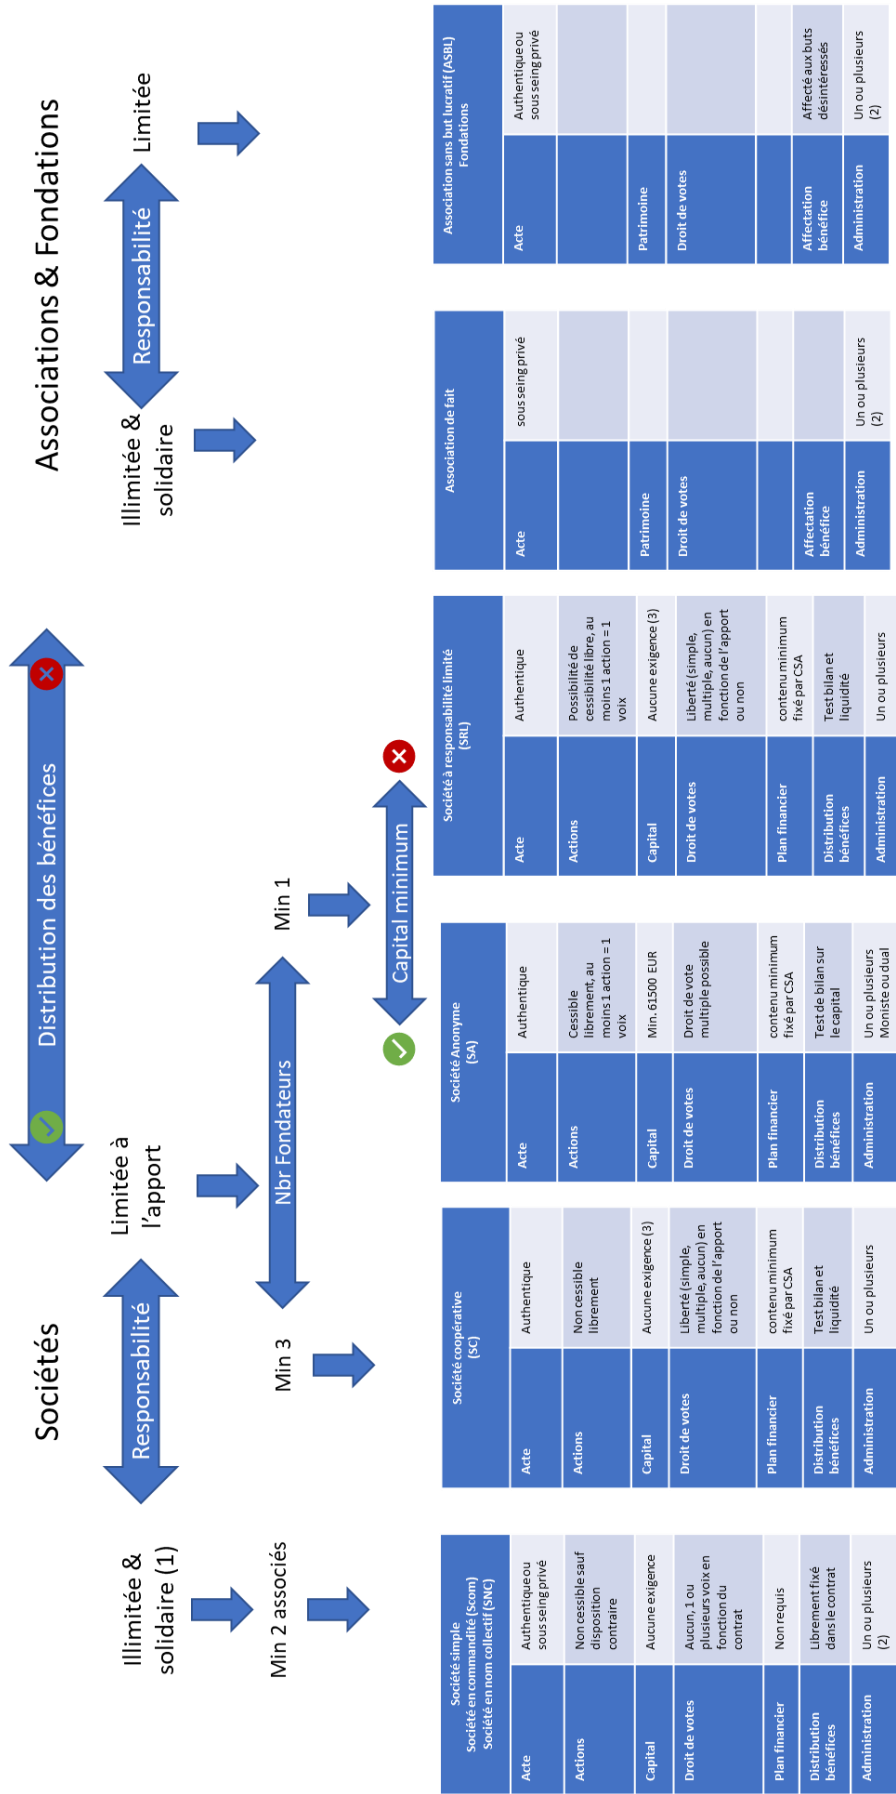 Sociétés
Associations & Fondations
Distribution des bénéfices
Illimitée &
solidaire (1)
Responsabilité
Limitée à
l’apport
Illimitée &
solidaire
Responsabilité
Limitée
Min 2 associés
Min 3
Nbr Fondateurs
Min 1
Capital minimum
Société simple
Société en commandité (Scom)
Société en nom collectif (SNC)
Acte
Authentique ou
sous seing privé
Actions
Non cessible sauf
disposition
contraire
Capital
Aucune exigence
Droit de votes
Aucun, 1 ou
plusieurs voix en
fonction du
contrat
Plan financier
Non requis
Distribution
bénéfices
Librement fixé
dans le contrat
Administration
Un ou plusieurs
(2)
Société coopérative
(SC)
Acte
Authentique
Actions
Non cessible
librement
Capital
Aucune exigence (3)
Droit de votes
Liberté (simple,
multiple, aucun) en
fonction de l’apport
ou non
Plan financier
contenu minimum
fixé par CSA
Distribution
bénéfices
Test bilan et
liquidité
Administration
Un ou plusieurs
Société Anonyme
(SA)
Acte
Authentique
Actions
Cessible
librement, au
moins 1 action = 1
voix
Capital
Min. 61500 EUR
Droit de votes
Droit de vote
multiple possible
Plan financier
contenu minimum
fixé par CSA
Distribution
bénéfices
Test de bilan sur
le capital
Administration
Un ou plusieurs
Moniste ou dual
Société à responsabilité limité
(SRL)
Acte
Authentique
Actions
Possibilité de
cessibilité libre, au
moins 1 action = 1
voix
Capital
Aucune exigence (3)
Droit de votes
Liberté (simple,
multiple, aucun) en
fonction de l’apport
ou non
Plan financier
contenu minimum
fixé par CSA
Distribution
bénéfices
Test bilan et
liquidité
Administration
Un ou plusieurs
Association de fait
Acte
sous seing privé
Patrimoine
Droit de votes
Affectation
bénéfice
Administration
Un ou plusieurs
(2)
Association sans but lucratif (ASBL)
Fondations
Acte
Authentique ou
sous seing privé
Patrimoine
Droit de votes
Affectation
bénéfice
Affecté aux buts
désintéressés
Administration
Un ou plusieurs
(2)